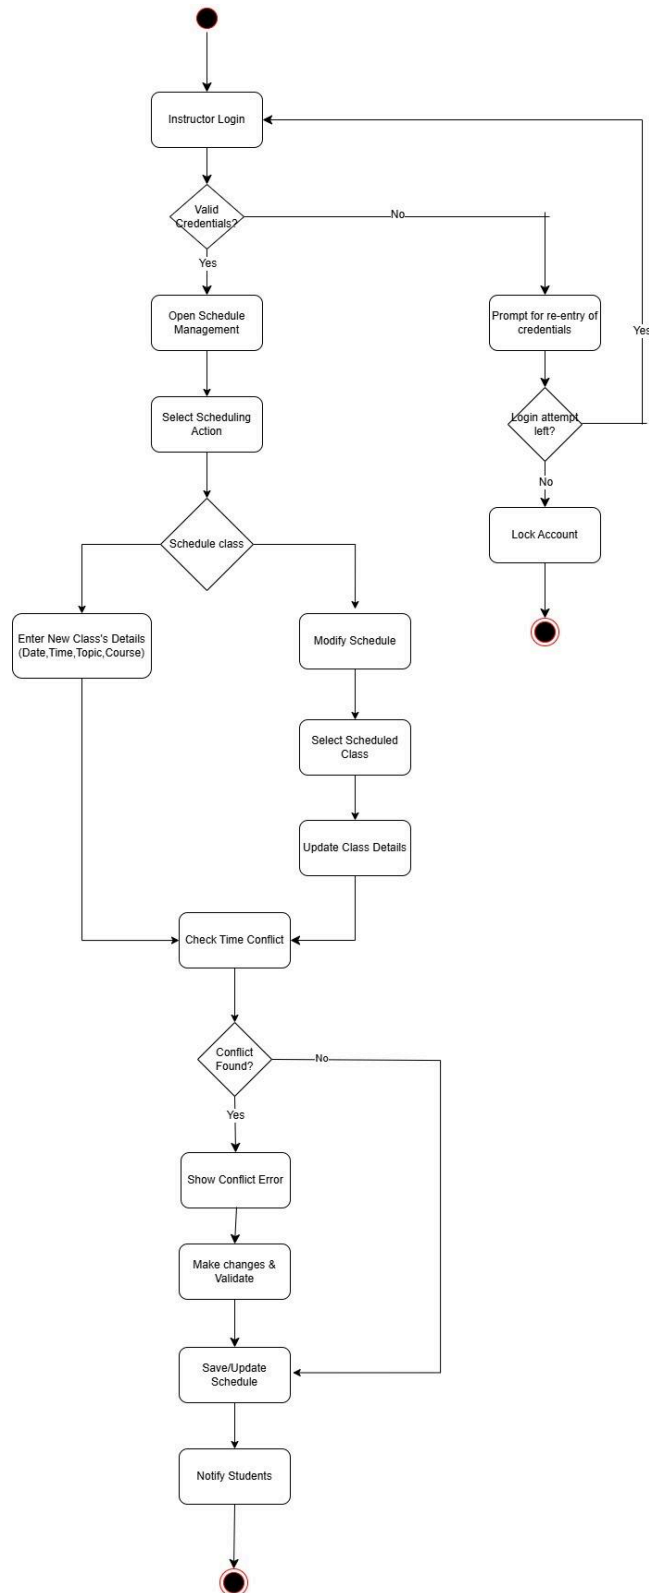 Instructor Login
Valid
Credentials?
No
Yes
Open Schedule
Management
Prompt for re-entry of
credentials
Yes
Select Scheduling
Action
Login attempt
left?
No
Lock Account
Schedule class
Enter New Class's Details
(Date,Time,Topic,Course)
Modify Schedule
Select Scheduled
Class
Update Class Details
Check Time Conflict
Conflict
Found?
No
Yes
Show Conflict Error
Make changes &
Validate
Save/Update
Schedule
Notify Students